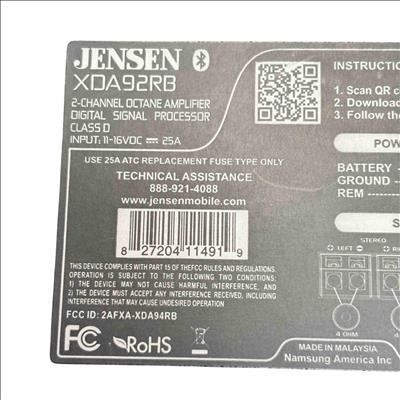 JENSEN
XDA92RB
2-CHANNEL OCTANE AMPLIFIER
DIGITAL SIGNAL PROCESSOR
CLASS D
INPUT: 11-16VDC 25A
USE 25A ATC REPLACEMENT FUSE TYPE ONLY
TECHNICAL ASSISTANCE
888-921-4088
www.jensenmobile.com
8 27204 11491 9
THIS DEVICE COMPLIES WITH PART 15 OF THEFCC RULES AND REGULATIONS.
OPERATION IS SUBJECT TO THE FOLLOWING TWO CONDITIONS:
1) THE DEVICE MAY NOT CAUSE HARMFUL INTERFERENCE, AND
2) THE DEVICE MUST ACCEPT ANY INTERFERENCE RECEIVED, INCLUDING
INTERFERENCE THAT MAY CAUSE UNDESIRED OPERATION
FCC ID: 2AFXA-XDA94RB
FC RoHS
INSTRUCTIO
1. Scan QR c
2. Download
3. Follow the
POW
BATTERY
GROUND
REM
S
STEREO
LEFT RI
4 OHM 4
MADE IN MALAYSIA
Namsung America Inc